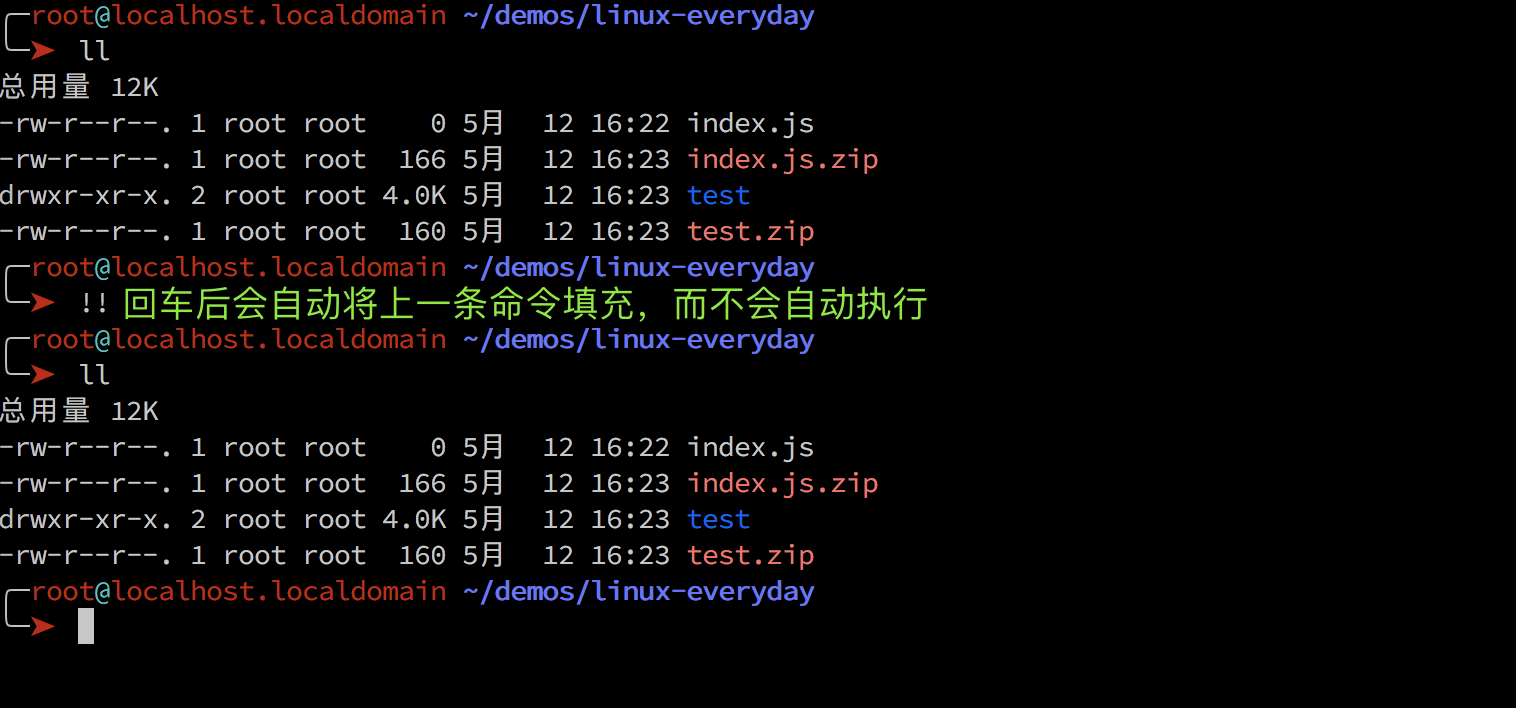 root@localhost.localdomain ~/demos/linux-everyday
ll
总用量 12K
-rw-r--r--. 1 root root    0 5月  12 16:22 index.js
-rw-r--r--. 1 root root  166 5月  12 16:23 index.js.zip
drwxr-xr-x. 2 root root 4.0K 5月  12 16:23 test
-rw-r--r--. 1 root root  160 5月  12 16:23 test.zip
root@localhost.localdomain ~/demos/linux-everyday
!! 回车后会自动将上一条命令填充，而不会自动执行
root@localhost.localdomain ~/demos/linux-everyday
ll
总用量 12K
-rw-r--r--. 1 root root    0 5月  12 16:22 index.js
-rw-r--r--. 1 root root  166 5月  12 16:23 index.js.zip
drwxr-xr-x. 2 root root 4.0K 5月  12 16:23 test
-rw-r--r--. 1 root root  160 5月  12 16:23 test.zip
root@localhost.localdomain ~/demos/linux-everyday